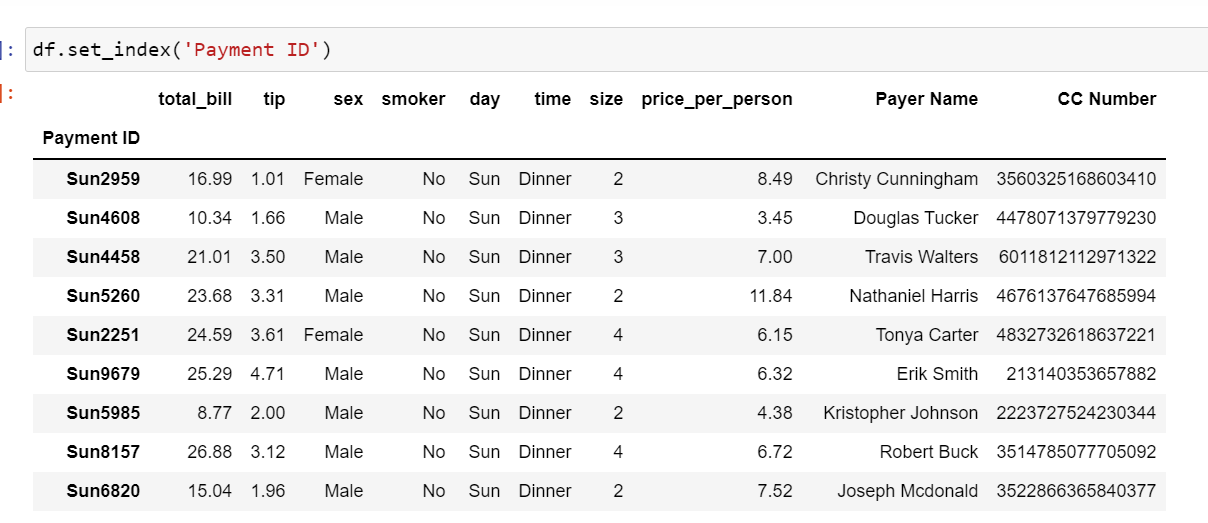 ]: df.set_index('Payment ID')
]:
total_bill tip sex smoker day time size price_per_person Payer Name CC Number
Payment ID
Sun2959 16.99 1.01 Female No Sun Dinner 2 8.49 Christy Cunningham 3560325168603410
Sun4608 10.34 1.66 Male No Sun Dinner 3 3.45 Douglas Tucker 4478071379779230
Sun4458 21.01 3.50 Male No Sun Dinner 3 7.00 Travis Walters 6011812112971322
Sun5260 23.68 3.31 Male No Sun Dinner 2 11.84 Nathaniel Harris 4676137647685994
Sun2251 24.59 3.61 Female No Sun Dinner 4 6.15 Tonya Carter 4832732618637221
Sun9679 25.29 4.71 Male No Sun Dinner 4 6.32 Erik Smith 213140353657882
Sun5985 8.77 2.00 Male No Sun Dinner 2 4.38 Kristopher Johnson 2223727524230344
Sun8157 26.88 3.12 Male No Sun Dinner 4 6.72 Robert Buck 3514785077705092
Sun6820 15.04 1.96 Male No Sun Dinner 2 7.52 Joseph Mcdonald 3522866365840377